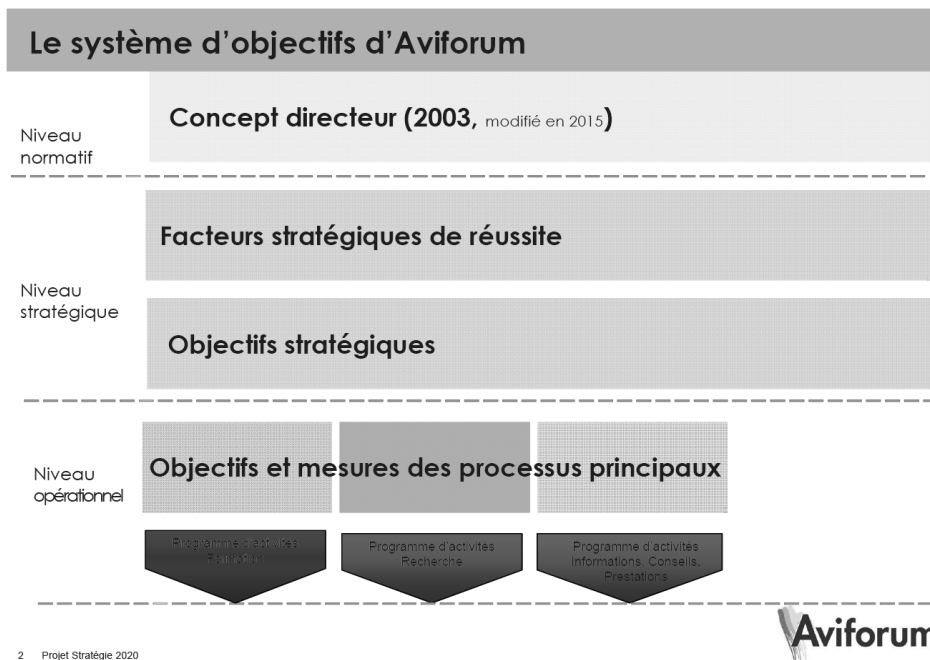 Le système d’objectifs d’Aviforum
Niveau
normatif
Concept directeur (2003, modifié en 2015)
Niveau
stratégique
Facteurs stratégiques de réussite
Objectifs stratégiques
Niveau
opérationnel
Objectifs et mesures des processus principaux
Programme d’activités
Formation
Programme d’activités
Recherche
Programme d’activités
Informations, Conseils,
Prestations
Aviforum
2 Projet Stratégie 2020